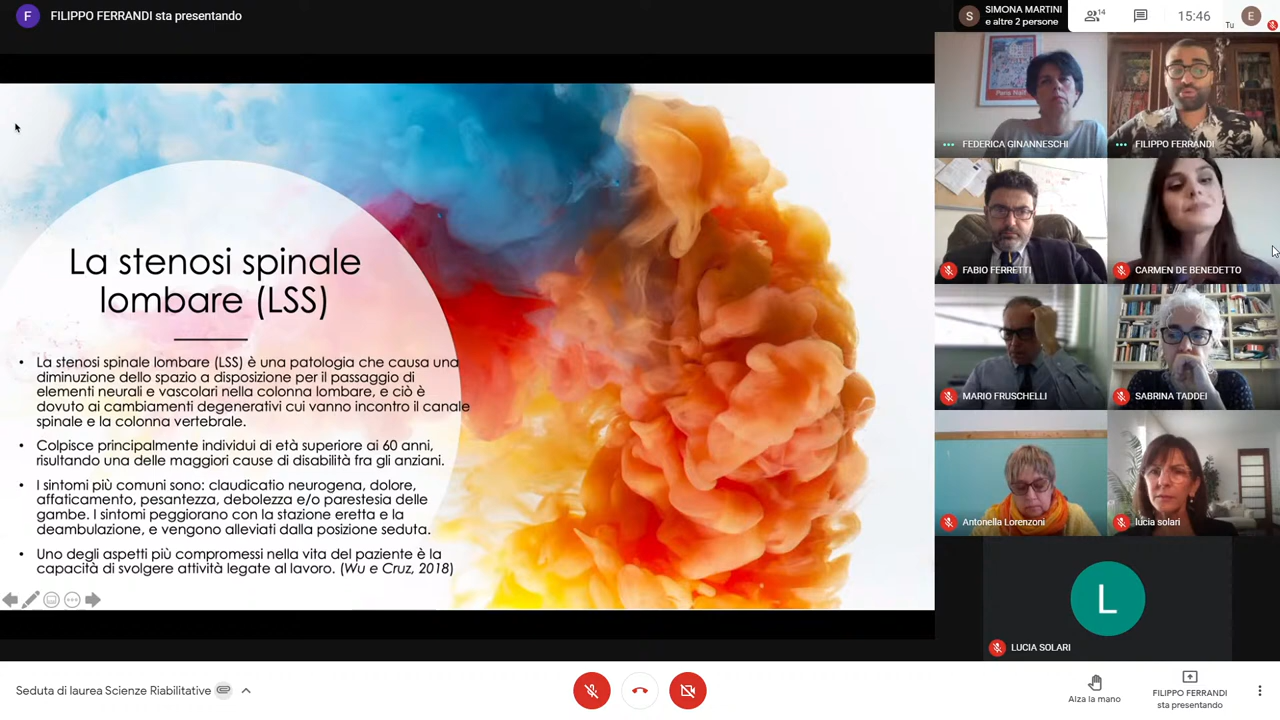 F
FILIPPO FERRANDI sta presentando
S
SIMONA MARTINI
e altre 2 persone
14
15:46
Tu
E
La stenosi spinale
lombare (LSS)
• La stenosi spinale lombare (LSS) è una patologia che causa una
diminuzione dello spazio a disposizione per il passaggio di
elementi neurali e vascolari nella colonna lombare, e ciò è
dovuto ai cambiamenti degenerativi cui vanno incontro il canale
spinale e la colonna vertebrale.
• Colpisce principalmente individui di età superiore ai 60 anni,
risultando una delle maggiori cause di disabilità fra gli anziani.
• I sintomi più comuni sono: claudicatio neurogena, dolore,
affaticamento, pesantezza, debolezza e/o parestesia delle
gambe. I sintomi peggiorano con la stazione eretta e la
deambulazione, e vengono alleviati dalla posizione seduta.
• Uno degli aspetti più compromessi nella vita del paziente è la
capacità di svolgere attività legate al lavoro. (Wu e Cruz, 2018)
FEDERICA GINANNESCHI
FILIPPO FERRANDI
FABIO FERRETTI
CARMEN DE BENEDETTO
MARIO FRUSCHELLI
SABRINA TADDEI
Antonella Lorenzoni
lucia solari
L
LUCIA SOLARI
Seduta di laurea Scienze Riabilitative
Alza la mano
FILIPPO FERRANDI
sta presentando